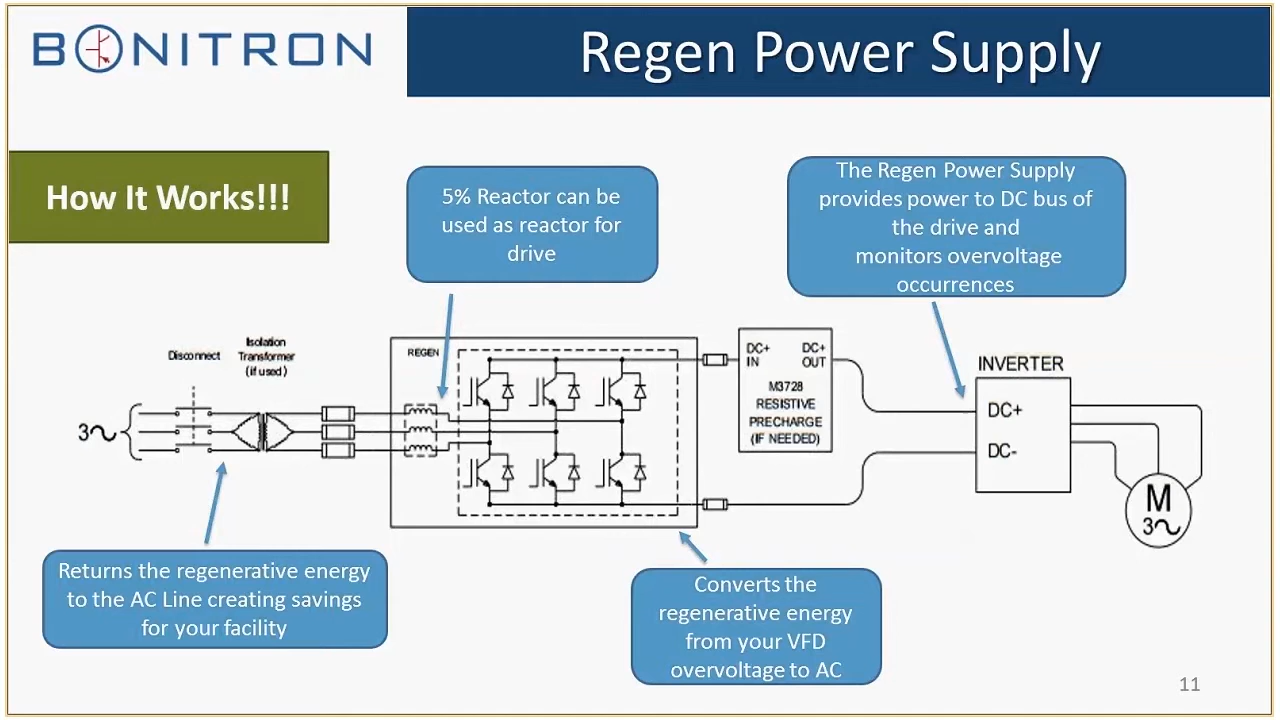 BONITRON
Regen Power Supply
How It Works!!!
5% Reactor can be
used as reactor for
drive
The Regen Power Supply
provides power to DC bus of
the drive and
monitors overvoltage
occurrences
Disconnect
Isolation
Transformer
(if used)
REGEN
DC+
IN
DC+
OUT
M3728
RESISTIVE
PRECHARGE
(IF NEEDED)
INVERTER
DC+
DC-
3
M
3
Returns the regenerative energy
to the AC Line creating savings
for your facility
Converts the
regenerative energy
from your VFD
overvoltage to AC
11